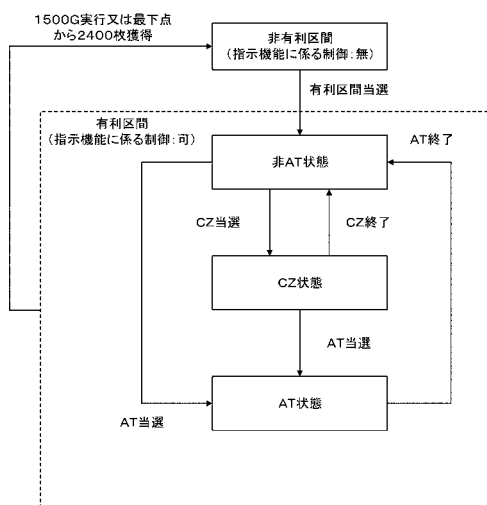 1500G実行又は最下点
から2400枚獲得
非有利区間
(指示機能に係る制御:無)
有利区間当選
有利区間
(指示機能に係る制御:可)
AT終了
非AT状態
CZ当選
CZ終了
CZ状態
AT当選
AT状態
AT当選